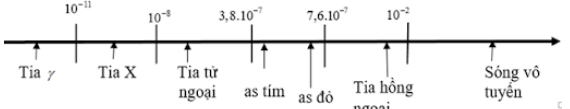 10⁻¹¹ 10⁻⁸ 3,8.10⁻⁷ 7,6.10⁻⁷ 10⁻²
Tia γ Tia X Tia tử ngoại as tím as đỏ Tia hồng ngoại Sóng vô tuyến